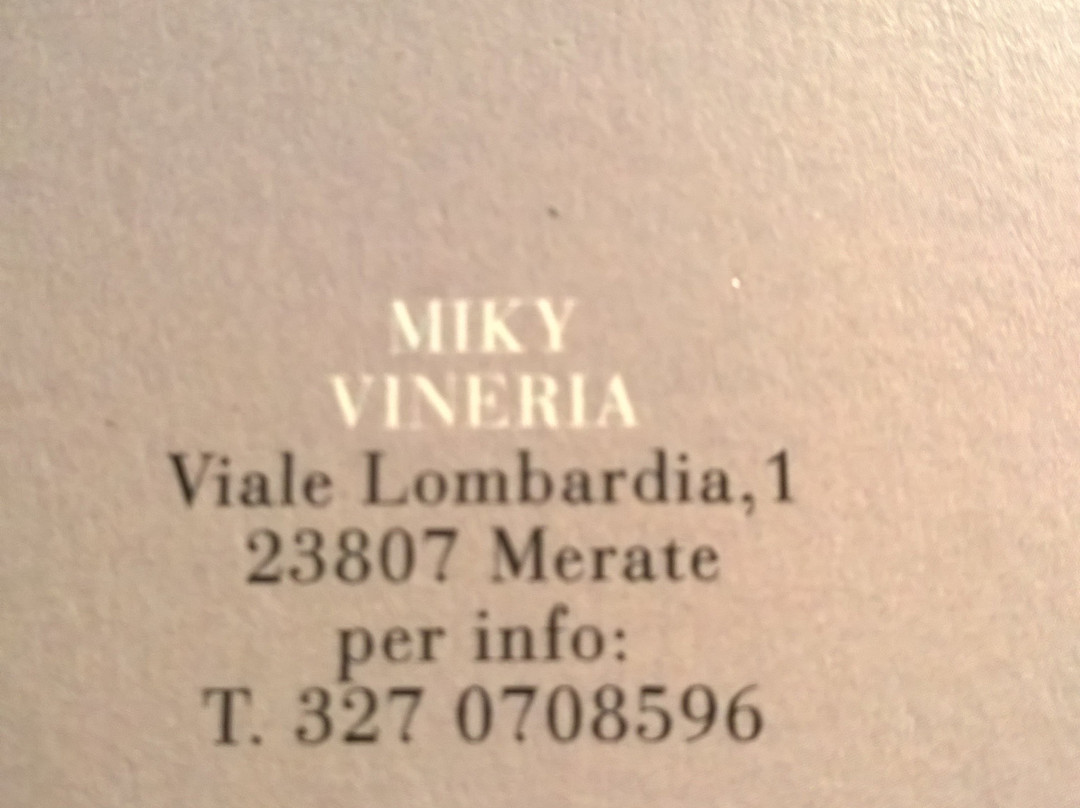 MIKY
VINERIA
Viale Lombardia,1
23807 Merate
per info:
T. 327 0708596